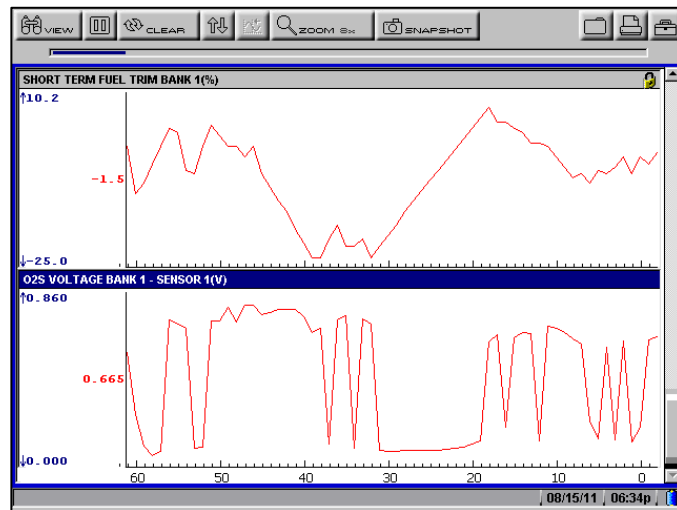 VIEW CLEAR ZOOM 8x SNAPSHOT
SHORT TERM FUEL TRIM BANK 1(%)
↑10.2
-1.5
↓-25.0
O2S VOLTAGE BANK 1 - SENSOR 1(V)
↑0.860
0.665
↓0.000
60 50 40 30 20 10 0
08/15/11 06:34p